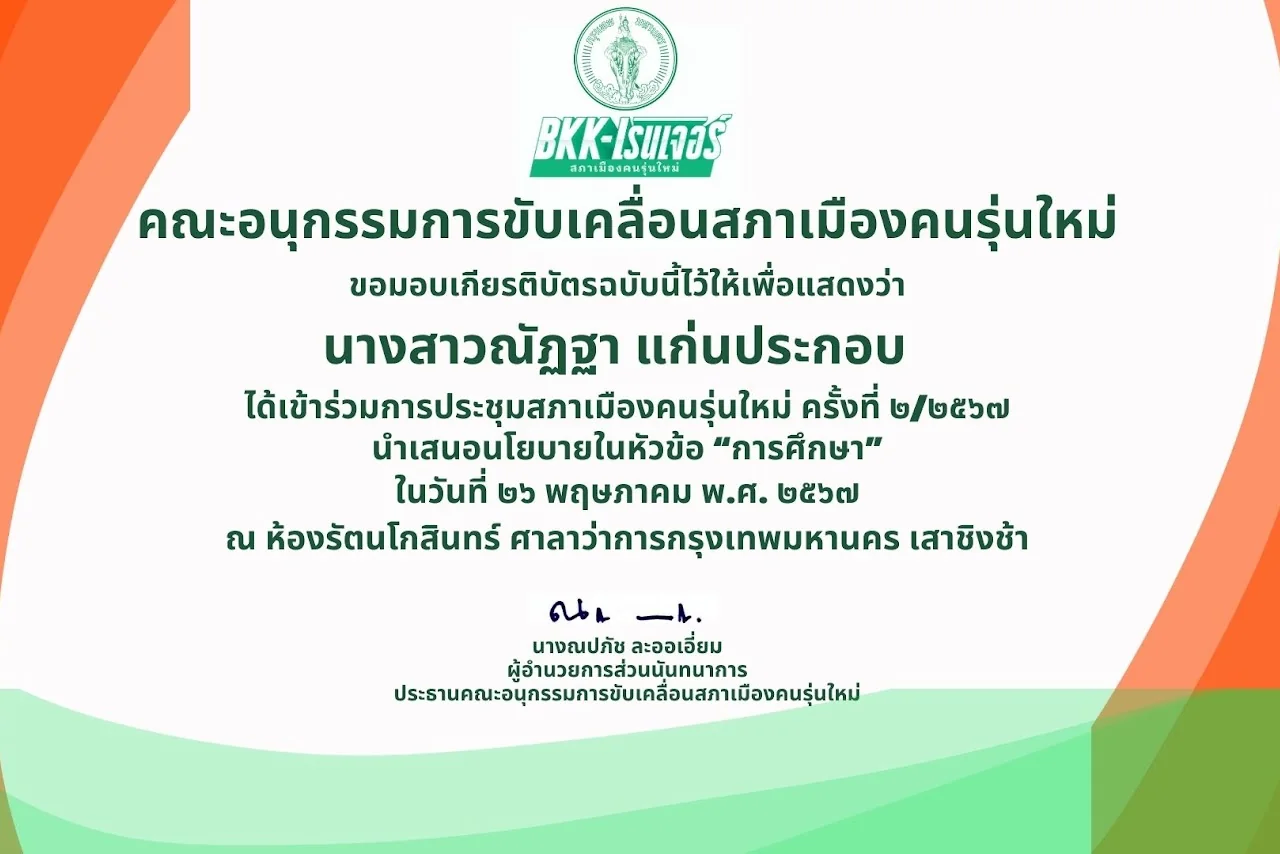 กรุงเทพมหานคร
BKK-เรนเจอร์
สภาเมืองคนรุ่นใหม่
คณะอนุกรรมการขับเคลื่อนสภาเมืองคนรุ่นใหม่
ขอมอบเกียรติบัตรฉบับนี้ไว้ให้เพื่อแสดงว่า
นางสาวณัฏฐา แก่นประกอบ
ได้เข้าร่วมการประชุมสภาเมืองคนรุ่นใหม่ ครั้งที่ ๒/๒๕๖๗
นำเสนอนโยบายในหัวข้อ “การศึกษา”
ในวันที่ ๒๖ พฤษภาคม พ.ศ. ๒๕๖๗
ณ ห้องรัตนโกสินทร์ ศาลาว่าการกรุงเทพมหานคร เสาชิงช้า
นางณปภัช ละออเอี่ยม
ผู้อำนวยการส่วนนันทนาการ
ประธานคณะอนุกรรมการขับเคลื่อนสภาเมืองคนรุ่นใหม่